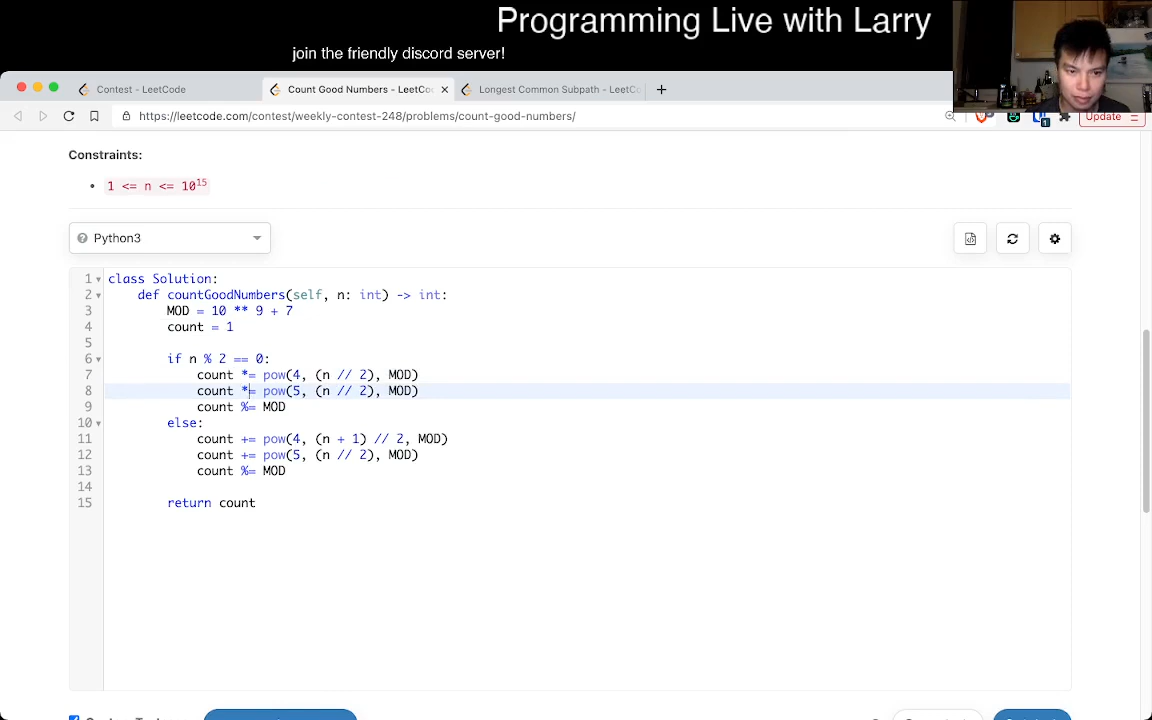 Programming Live with Larry
join the friendly discord server!
Contest - LeetCode
Count Good Numbers - LeetCo
Longest Common Subpath - LeetC
https://leetcode.com/contest/weekly-contest-248/problems/count-good-numbers/
Update
Constraints:
1 <= n <= 10^15
Python3
1 class Solution:
2 def countGoodNumbers(self, n: int) -> int:
3 MOD = 10 ** 9 + 7
4 count = 1
5
6 if n % 2 == 0:
7 count *= pow(4, (n // 2), MOD)
8 count *= pow(5, (n // 2), MOD)
9 count %= MOD
10 else:
11 count += pow(4, (n + 1) // 2, MOD)
12 count += pow(5, (n // 2), MOD)
13 count %= MOD
14
15 return count